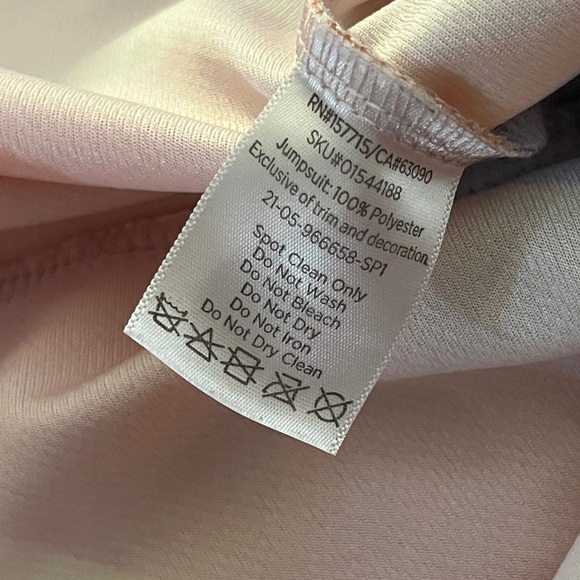 RN#157715/CA#63090
SKU#01544188
Jumpsuit: 100% Polyester
Exclusive of trim and decoration
21-05-966658-SP1
Spot Clean Only
Do Not Wash
Do Not Bleach
Do Not Dry
Do Not Iron
Do Not Dry Clean